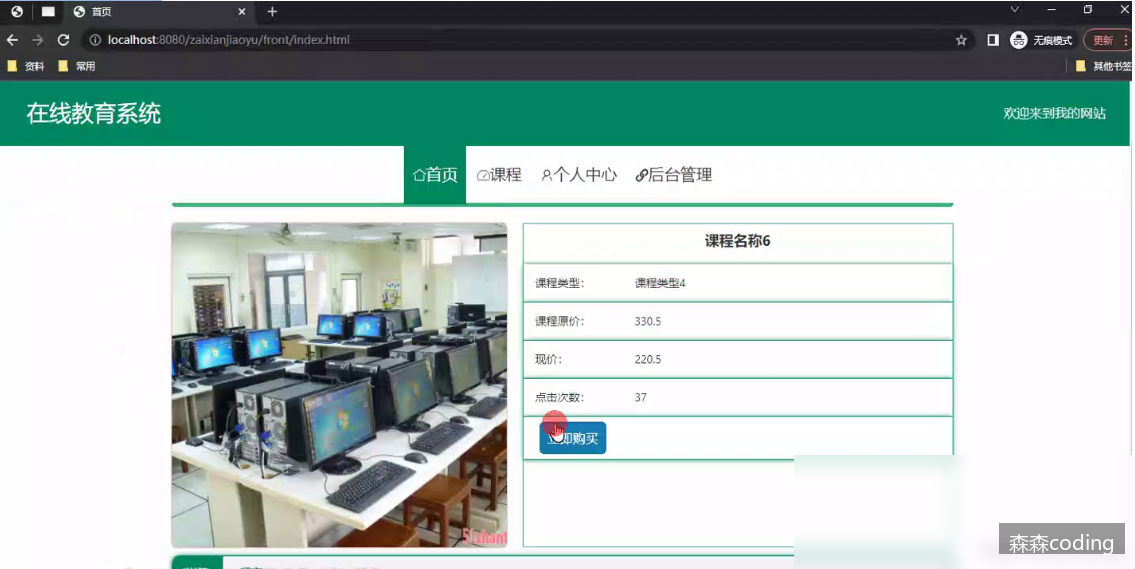 首页
localhost:8080/zaixianjiaoyu/front/index.html
无痕模式
更新
资料
常用
其他书签
在线教育系统
欢迎来到我的网站
首页
课程
个人中心
后台管理
课程名称6
课程类型：
课程类型4
课程原价：
330.5
现价：
220.5
点击次数：
37
立即购买
森森coding